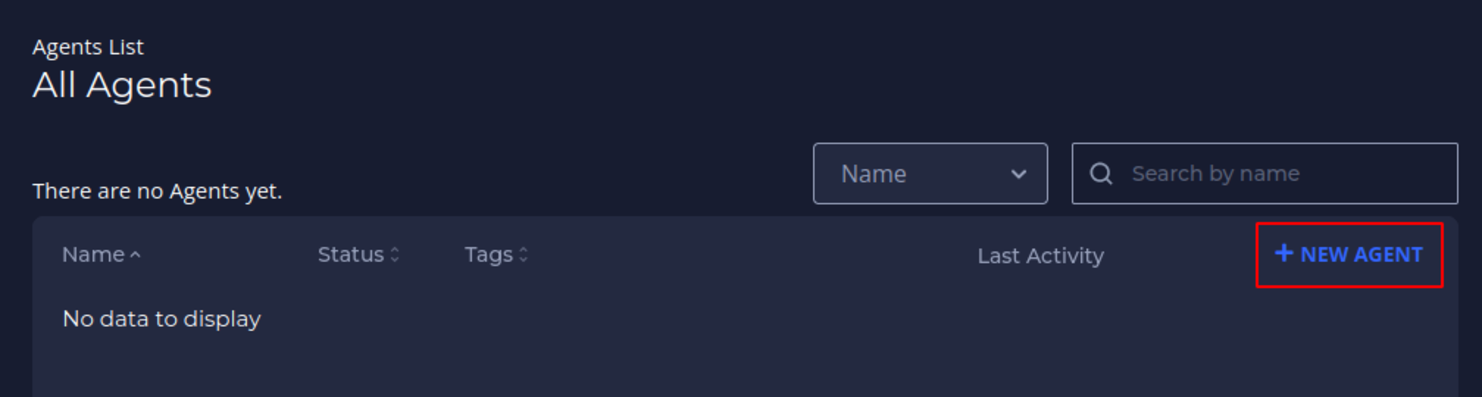 Agents List
All Agents
Name
Search by name
There are no Agents yet.
Name Status Tags Last Activity + NEW AGENT
No data to display